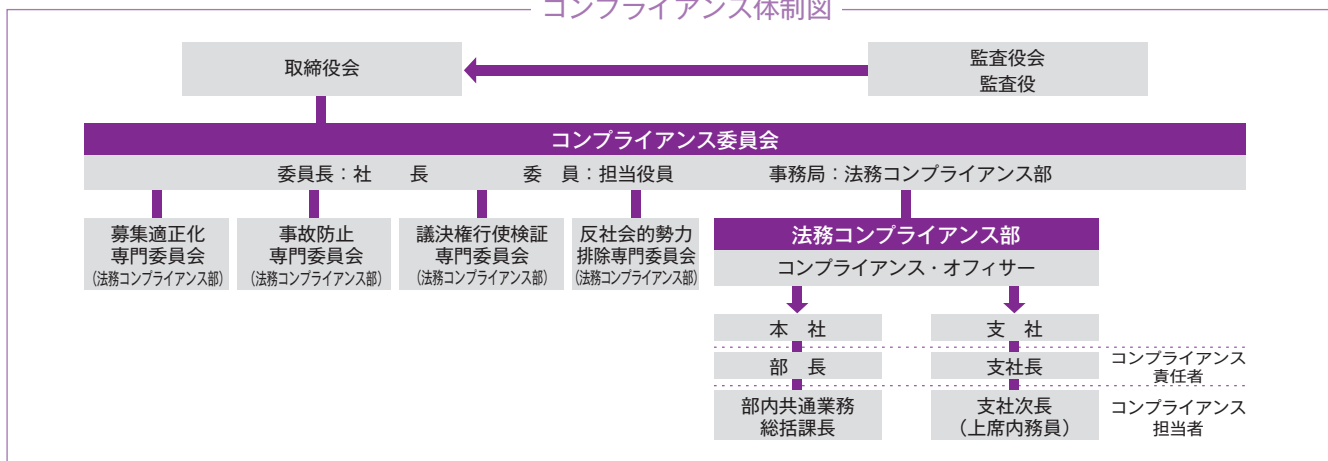 コンプライアンス体制図
取締役会
監査役会
監査役
コンプライアンス委員会
委員長：社　長　委　員：担当役員　事務局：法務コンプライアンス部
募集適正化
専門委員会
(法務コンプライアンス部)
事故防止
専門委員会
(法務コンプライアンス部)
議決権行使検証
専門委員会
(法務コンプライアンス部)
反社会的勢力
排除専門委員会
(法務コンプライアンス部)
法務コンプライアンス部
コンプライアンス・オフィサー
本　社
支　社
部　長
支社長
コンプライアンス
責任者
部内共通業務
総括課長
支社次長
（上席内務員）
コンプライアンス
担当者